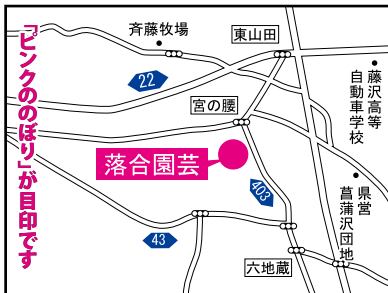 「ピンクののぼり」が目印です
斉藤牧場
東山田
22
藤沢高等
自動車学校
宮の腰
落合園芸
403
県営
菖蒲沢団地
43
六地蔵